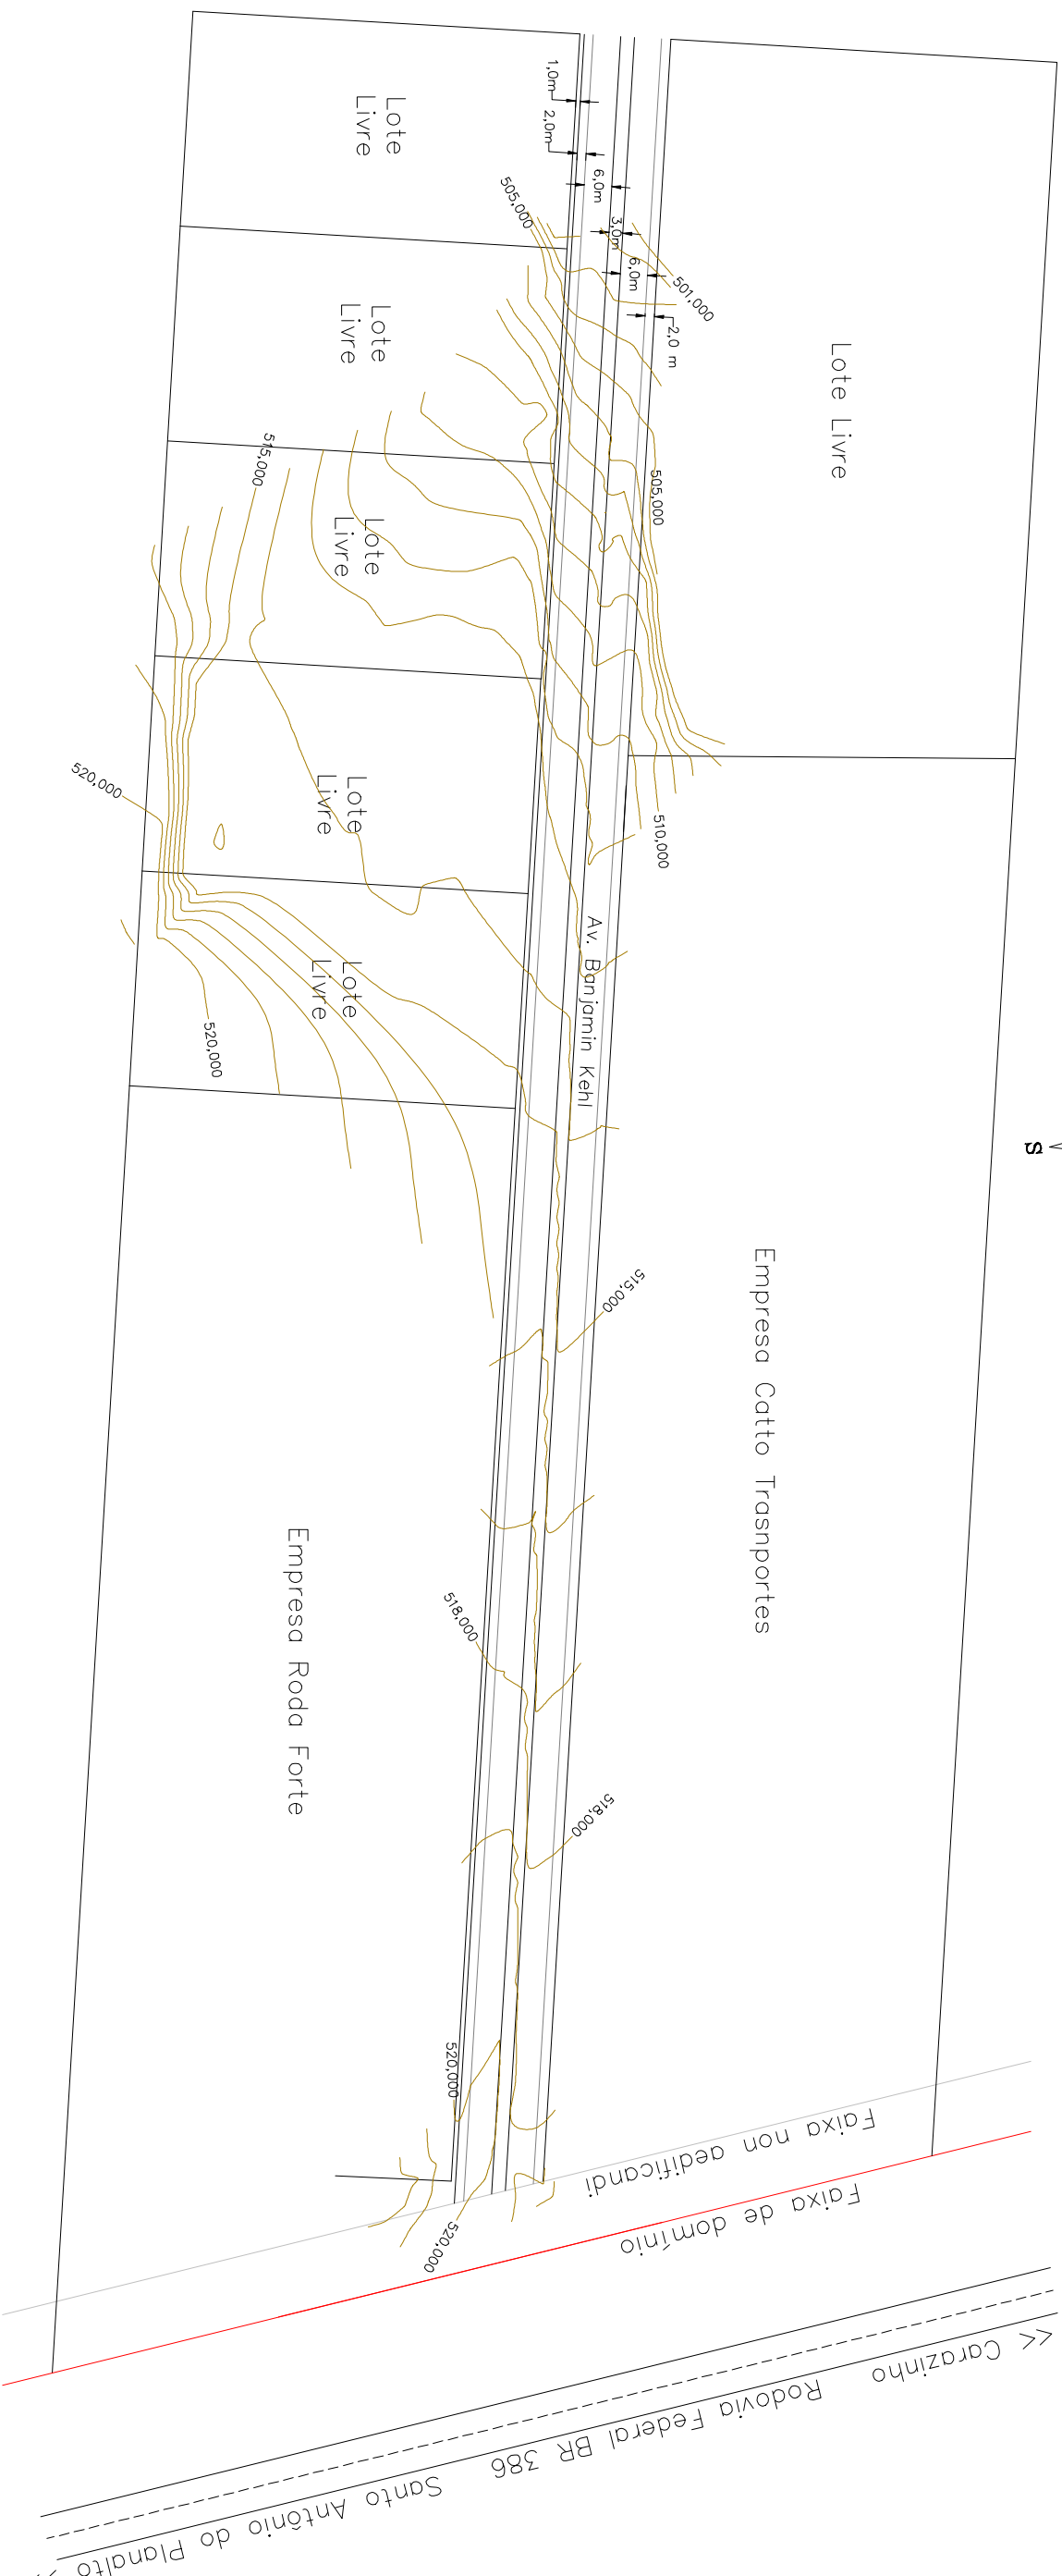 1,0m
2,0m
6,0m
3,0m
6,0m
2,0 m
Lote
Livre
505,000
501,000
Lote
Livre
Lote Livre
515,000
505,000
Lote
Livre
520,000
Lote
Livre
510,000
Av. Banjamin Kehl
Lote
Livre
520,000
S
515,000
Empresa Catto Trasnportes
Empresa Roda Forte
518,000
518,000
520,000
520,000
Faixa non aedificandi
Faixa de domínio
<< Carazinho
Rodovia Federal BR 386
Santo Antônio do Planalto